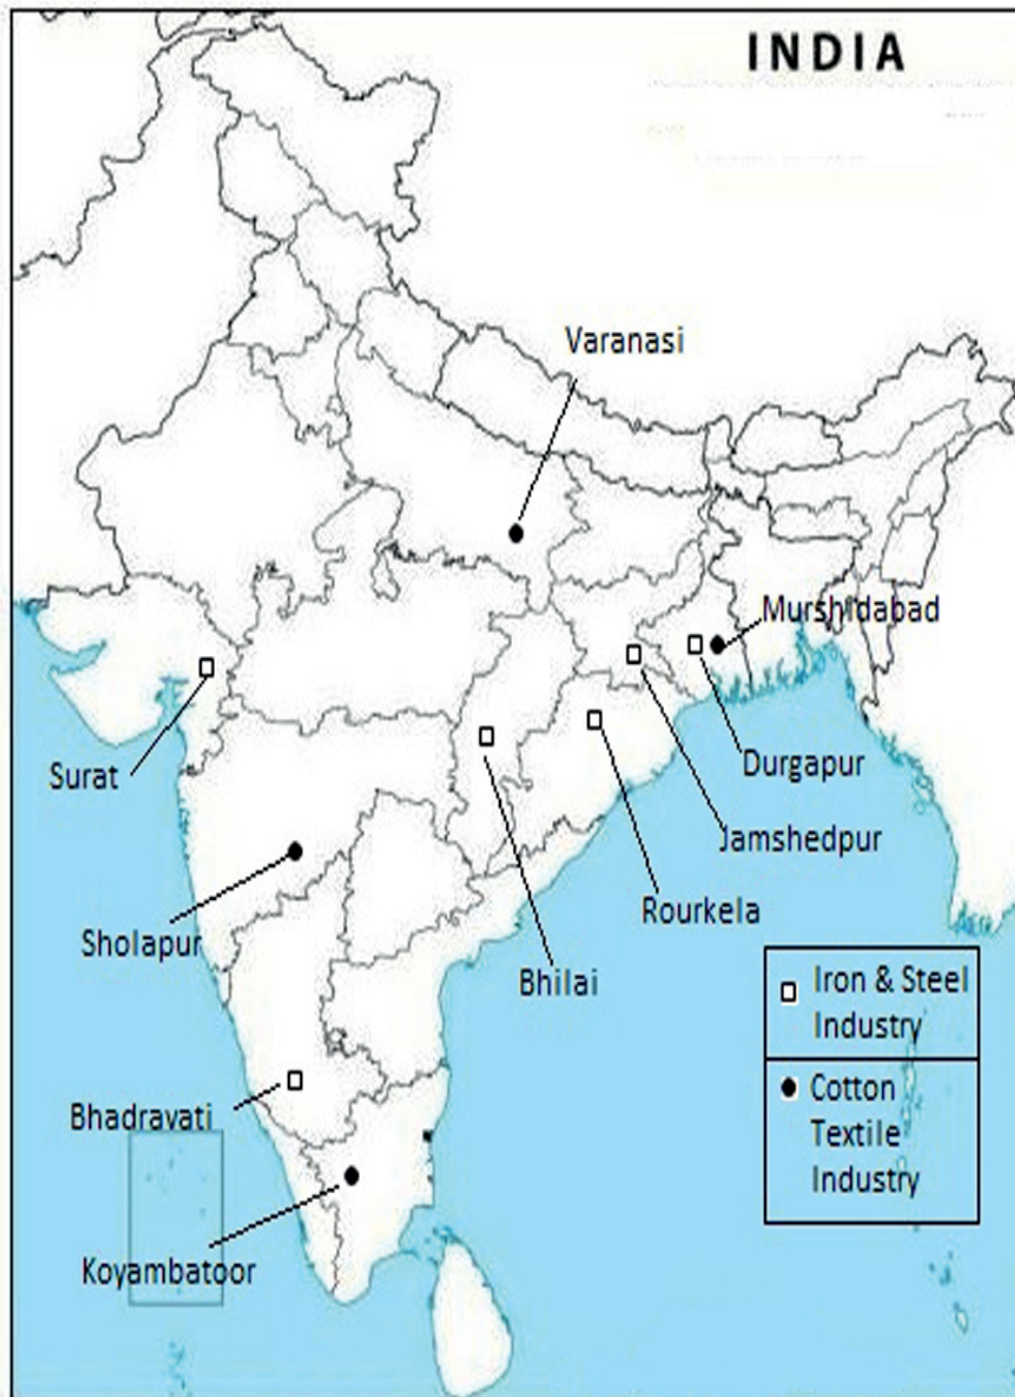 INDIA
Varanasi
Murshidabad
Surat
Durgapur
Jamshedpur
Rourkela
Sholapur
Bhilai
Iron & Steel
Industry
Bhadravati
Cotton
Textile
Industry
Koyambatoor